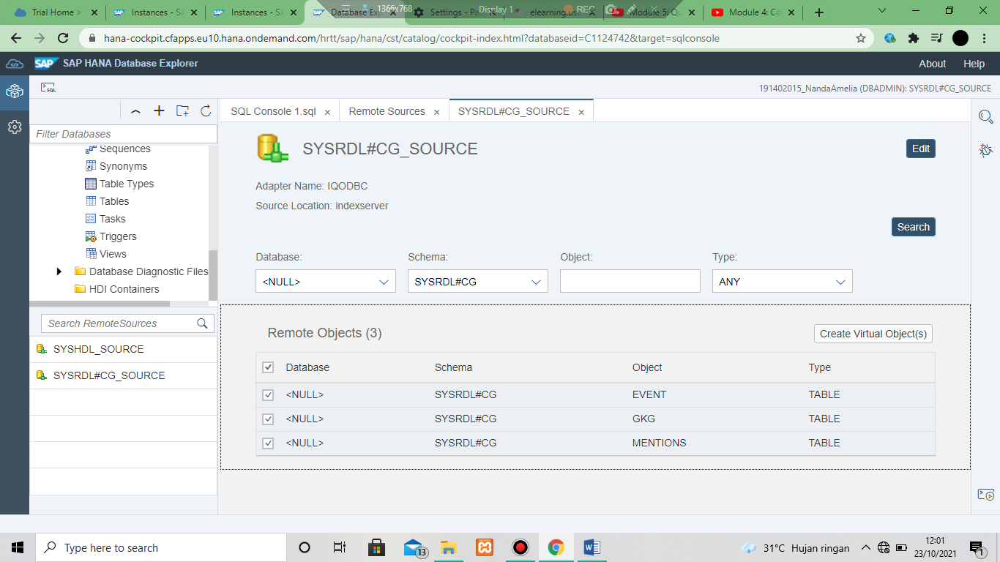 Trial Home >
Instances - SA
Instances - SA
Database Ex
Settings - Pa
elearning.us
Module 5: Qu
Module 4: Co
1366x768
Display 1
REC
hana-cockpit.cfapps.eu10.hana.ondemand.com/hrtt/sap/hana/cst/catalog/cockpit-index.html?databaseid=C1124742&target=sqlconsole
SAP
SAP HANA Database Explorer
About
Help
SQL
191402015_NandaAmelia (DBADMIN): SYSRDL#CG_SOURCE
SQL Console 1.sql
Remote Sources
SYSRDL#CG_SOURCE
Filter Databases
Sequences
Synonyms
Table Types
Tables
Tasks
Triggers
Views
Database Diagnostic Files
HDI Containers
Search RemoteSources
SYSHDL_SOURCE
SYSRDL#CG_SOURCE
SYSRDL#CG_SOURCE
Edit
Adapter Name: IQODBC
Source Location: indexserver
Search
Database: Schema: Object: Type:
<NULL> SYSRDL#CG ANY
Remote Objects (3)
Create Virtual Object(s)
Database Schema Object Type
<NULL> SYSRDL#CG EVENT TABLE
<NULL> SYSRDL#CG GKG TABLE
<NULL> SYSRDL#CG MENTIONS TABLE
Type here to search
13
31°C Hujan ringan
12:01
23/10/2021
1